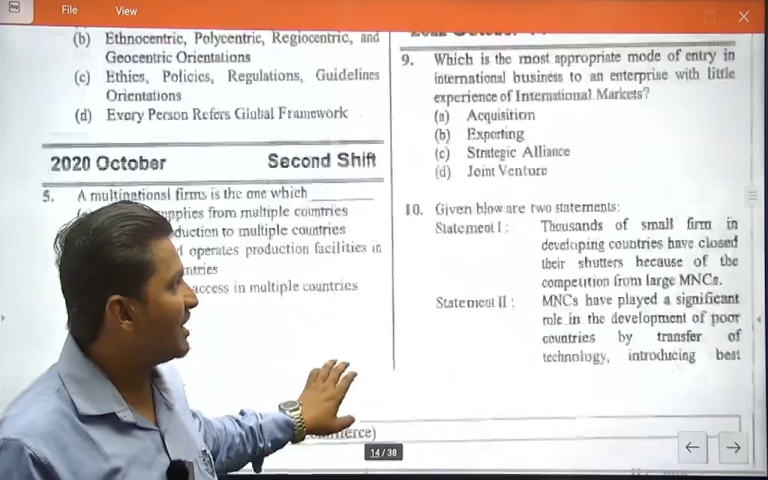 File View
(b) Ethnocentric, Polycentric, Regiocentric, and
Geocentric Orientations
(c) Ethics, Policies, Regulations, Guidelines
Orientations
(d) Every Person Refers Global Framework
2020 October Second Shift
5. A multinational firms is the one which
pplies from multiple countries
duction to multiple countries
operates production facilities in
ntries
access in multiple countries
9. Which is the most appropriate mode of entry in
international business to an enterprise with little
experience of International Markets?
(a) Acquisition
(b) Exporting
(c) Strategic Alliance
(d) Joint Venture
10. Given blow are two statements:
Statement I : Thousands of small firm in
developing countries have closed
their shutters because of the
competition from large MNCs.
Statement II : MNCs have played a significant
role in the development of poor
countries by transfer of
technology, introducing best
merce)
14 / 38